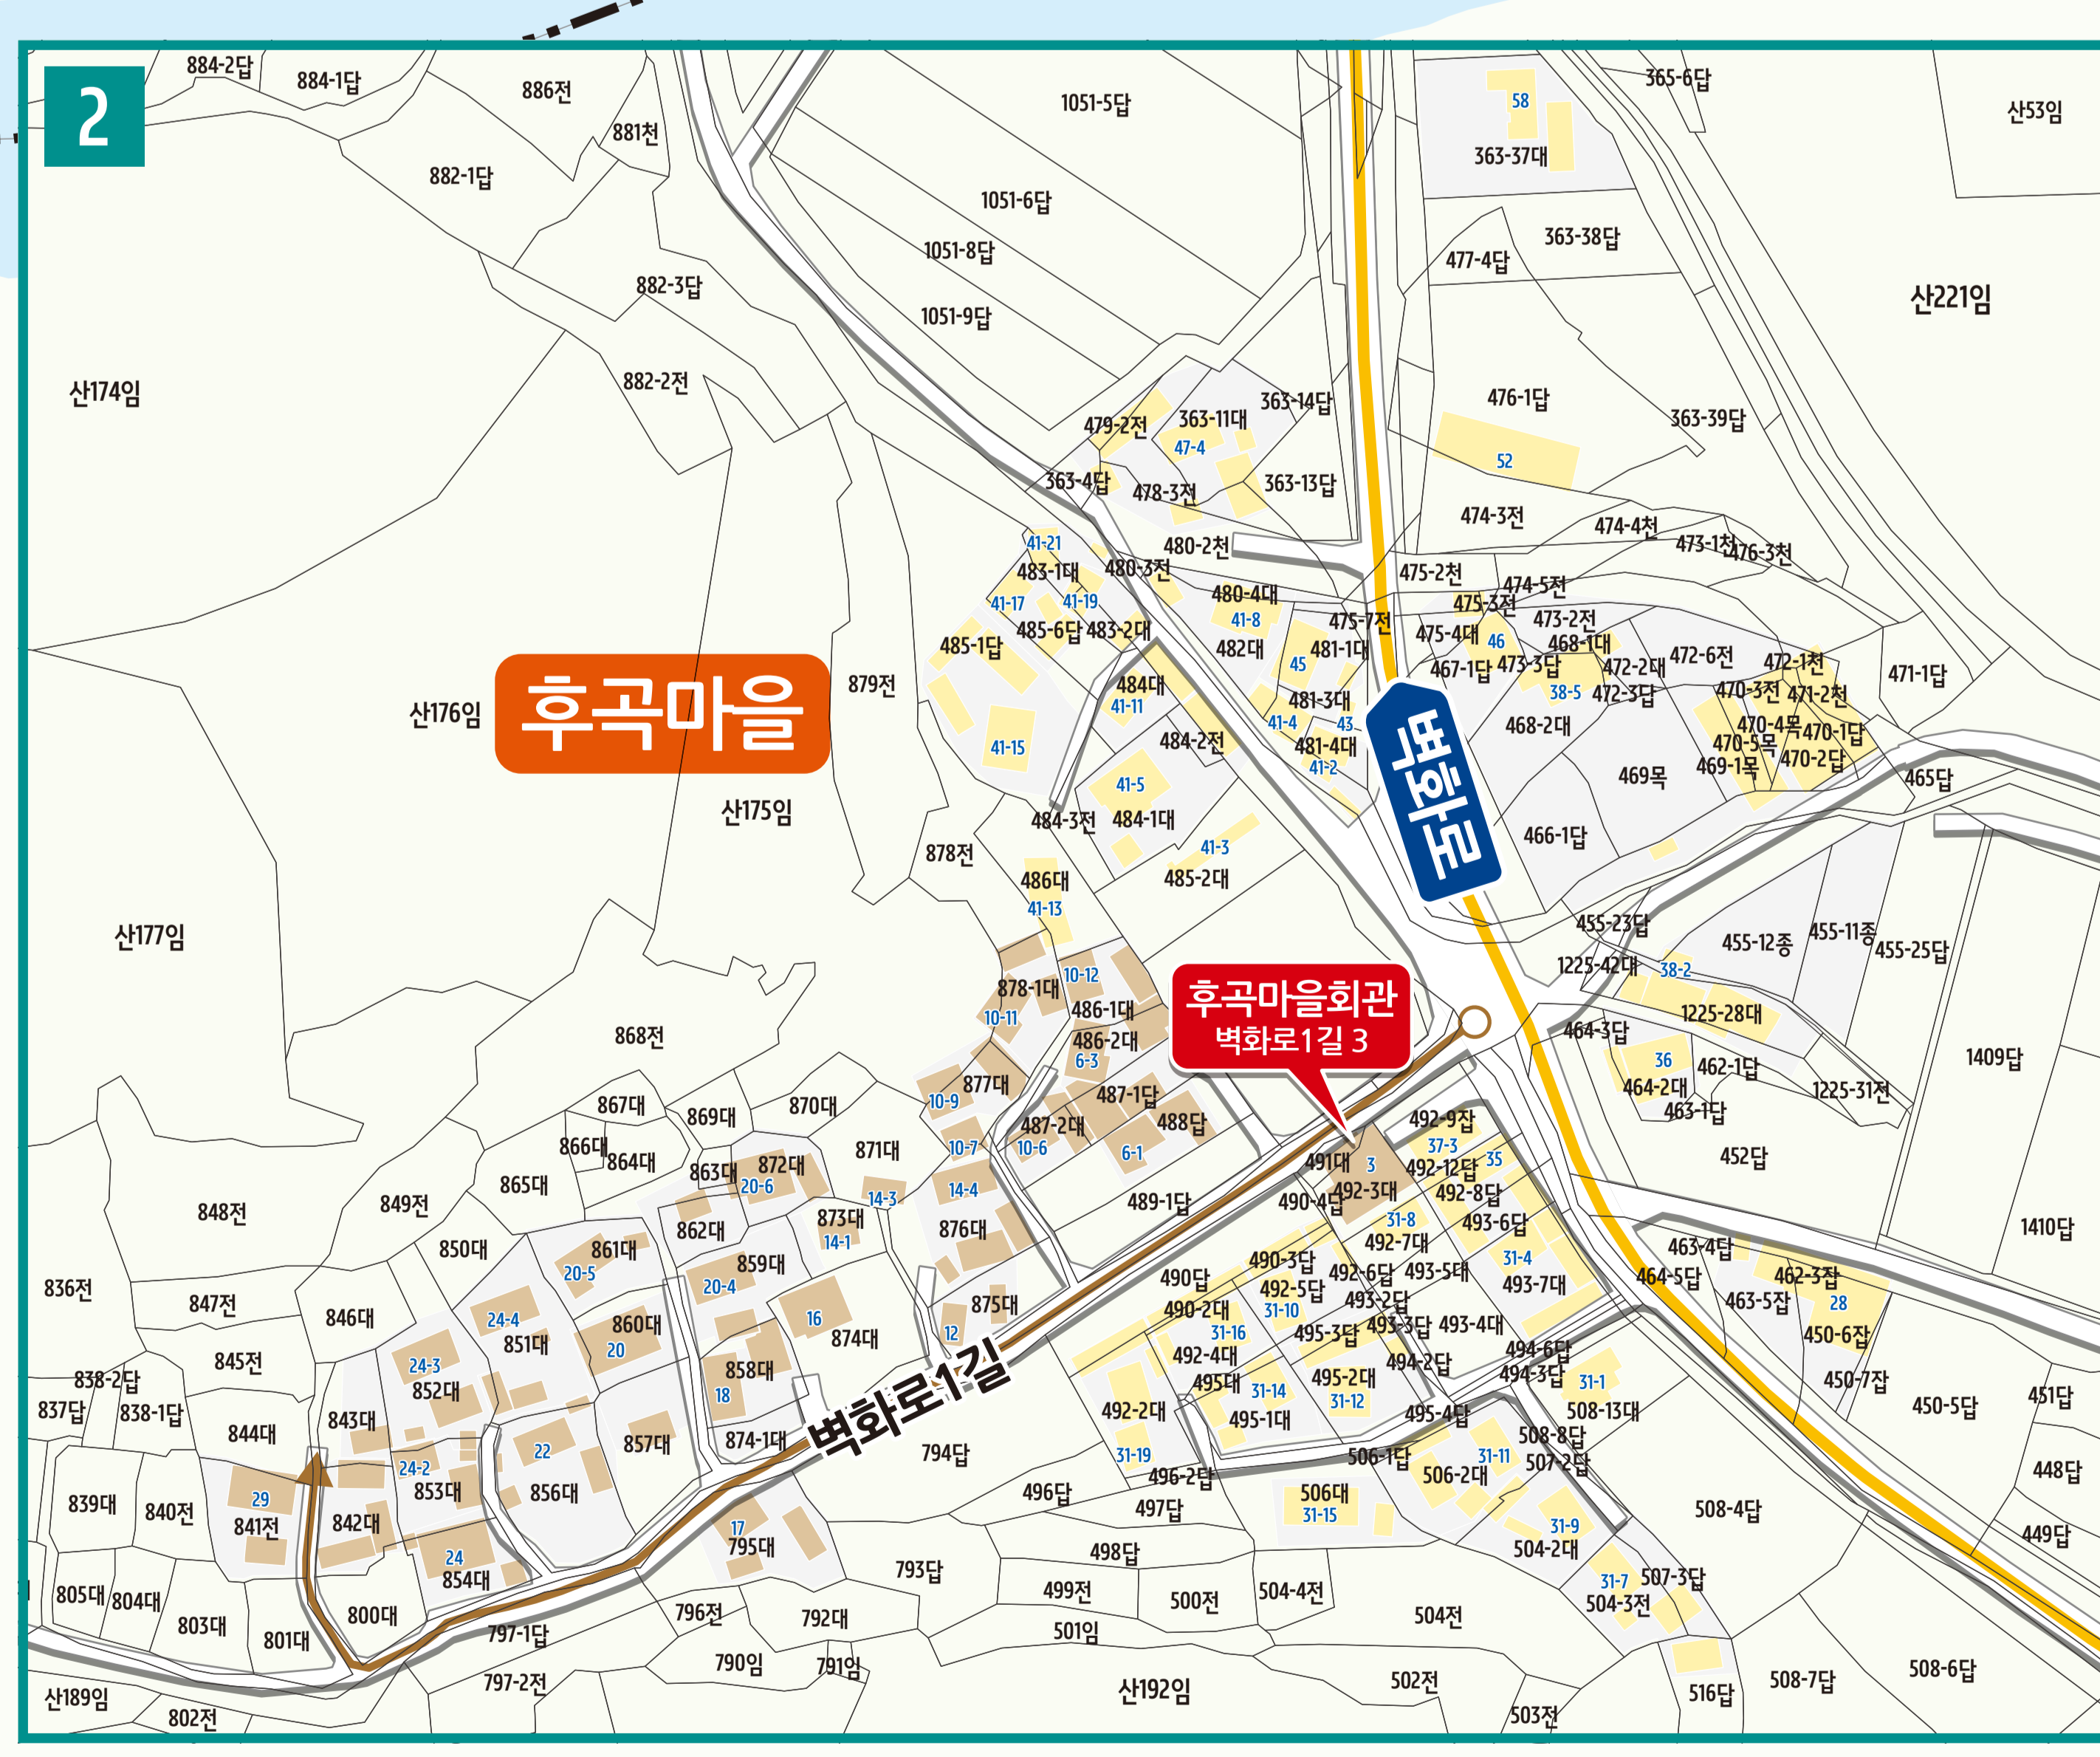 2
884-2답
884-1답
886전
881천
882-1답
1051-5답
58
363-37대
365-6답
산53임
1051-6답
1051-8답
363-38답
477-4답
882-3답
1051-9답
산221임
산174임
882-2전
479-2전
363-11대
363-14답
47-4
476-1답
363-39답
52
363-4답
478-3전
363-13답
474-3전
474-4천
473-1천
476-3천
41-21
480-2천
483-1대
480-3전
475-2천
474-5전
41-17
41-19
480-4대
41-8
475-7전
475-3전
473-2전
485-1답
485-6답
483-2대
482대
45
481-1대
475-4대
46
468-1대
472-6전
467-1답
473-3답
472-2대
472-1천
471-1답
879전
484대
41-11
481-3대
38-5
472-3답
470-3전
471-2천
산176임
후곡마을
41-4
43
468-2대
470-4목
470-1답
41-15
484-2전
481-4대
470-5목
벽화로
41-2
469-1목
470-2답
41-5
469목
465답
산175임
484-3전
484-1대
466-1답
878전
41-3
486대
485-2대
41-13
산177임
455-23답
455-12종
455-11종
455-25답
1225-42대
38-2
10-12
878-1대
후곡마을회관
벽화로1길 3
486-1대
10-11
1225-28대
868전
486-2대
464-3답
6-3
36
462-1답
1409답
877대
464-2대
1225-31전
10-9
487-1답
463-1답
867대
869대
870대
487-2대
488답
492-9잡
866대
864대
871대
10-7
10-6
6-1
37-3
35
452답
863대
872대
491대
3
492-12답
865대
20-6
14-3
14-4
492-3대
492-8답
848전
849전
489-1답
490-4답
862대
873대
876대
31-8
493-6답
1410답
850대
861대
14-1
492-7대
463-4답
20-5
859대
490-3답
31-4
836전
20-4
490답
492-5답
492-6답
493-5대
493-7대
464-5답
462-3잡
847전
846대
24-4
16
875대
490-2대
31-10
493-2답
463-5잡
28
851대
860대
874대
12
31-16
495-3답
493-3답
493-4대
450-6잡
20
845전
24-3
492-4대
494-2답
494-6답
838-2답
852대
858대
벽화로1길
495대
31-14
495-2대
494-3답
31-1
450-7잡
451답
837답
838-1답
18
492-2대
495-1대
31-12
495-4답
508-13대
450-5답
844대
843대
857대
874-1대
794답
31-19
506-1답
31-11
508-8답
24-2
22
496-2답
506-2대
507-2답
448답
839대
840전
29
853대
856대
496답
497답
506대
31-15
508-4답
841전
842대
17
795대
31-9
449답
24
498답
504-2대
854대
793답
805대
804대
499전
504-4전
31-7
507-3답
800대
796전
792대
500전
504전
504-3전
803대
801대
797-1답
501임
790임
791임
508-6답
797-2전
산192임
502전
508-7답
산189임
516답
802전
503전